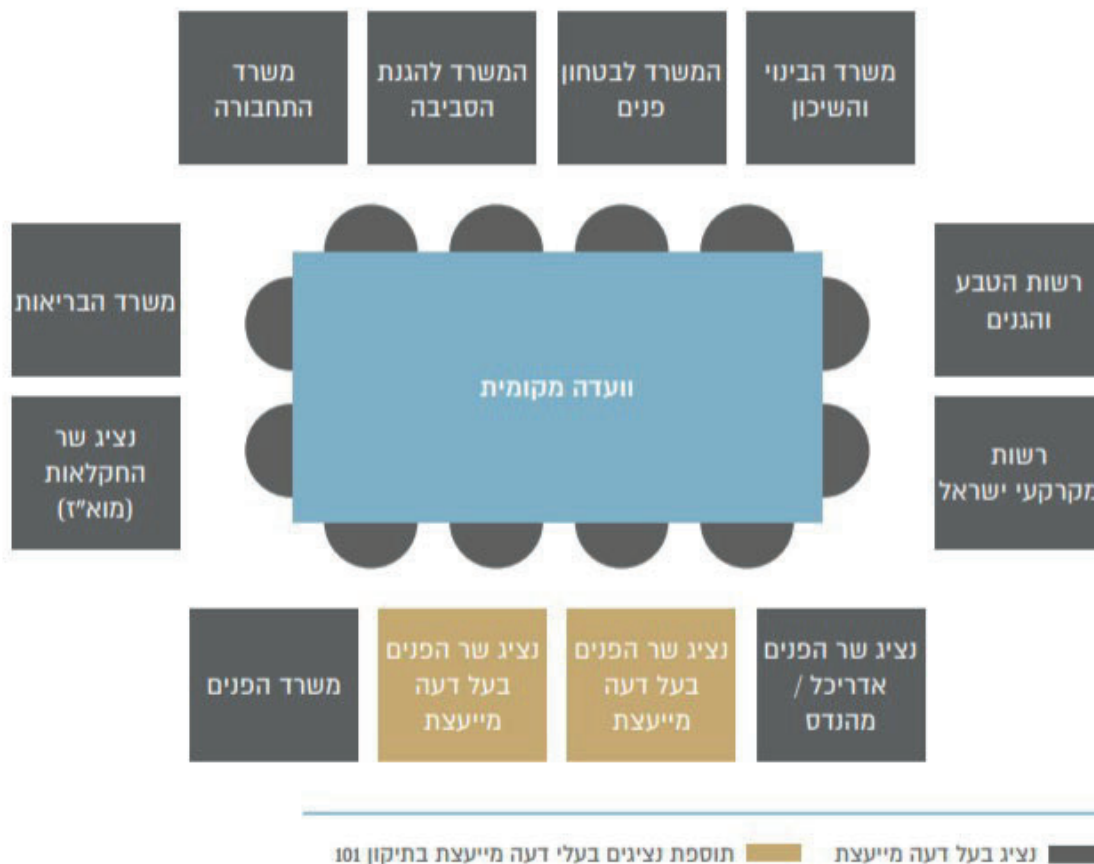 משרד הבינוי
והשיכון
המשרד לבטחון
פנים
המשרד להגנת
הסביבה
משרד
התחבורה
רשות הטבע
והגנים
משרד הבריאות
וועדה מקומית
רשות
מקרקעי ישראל
נציג שר
החקלאות
(מוא"ז)
נציג שר הפנים
אדריכל /
מהנדס
נציג שר הפנים
בעל דעה
מייעצת
נציג שר הפנים
בעל דעה
מייעצת
משרד הפנים
נציג בעל דעה מייעצת
תוספת נציגים בעלי דעה מייעצת בתיקון 101